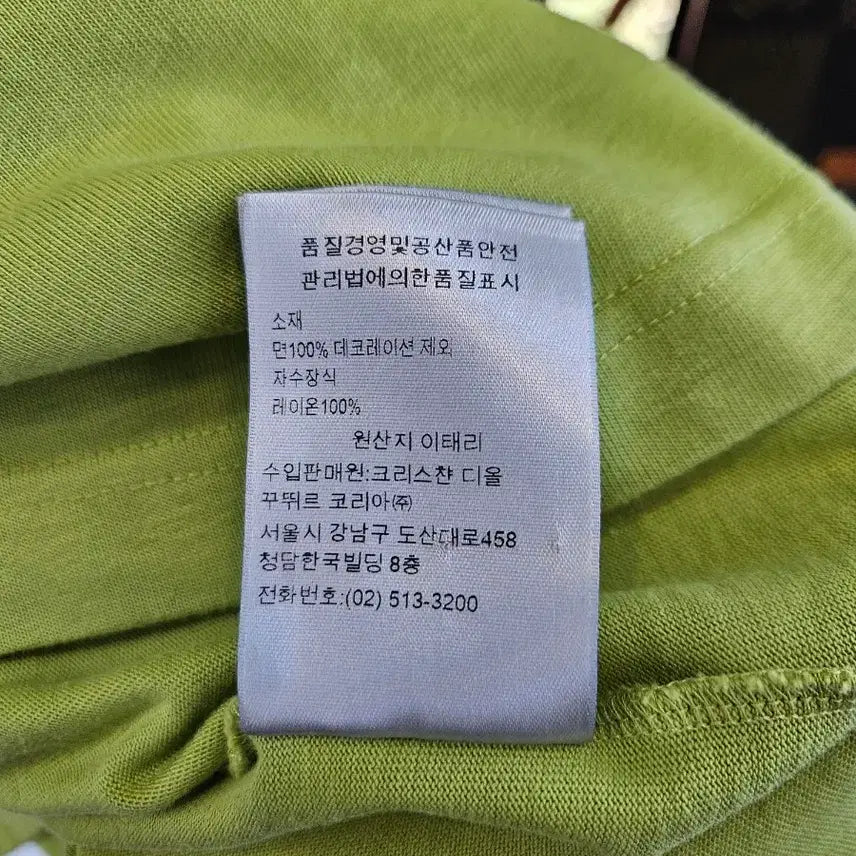 품질경영및공산품안전
관리법에의한품질표시
소재
면100% 데코레이션 제외
자수장식
레이온100%
원산지 이태리
수입판매원:크리스챤 디올
꾸뛰르 코리아㈜
서울시 강남구 도산대로458
청담한국빌딩 8층
전화번호:(02) 513-3200